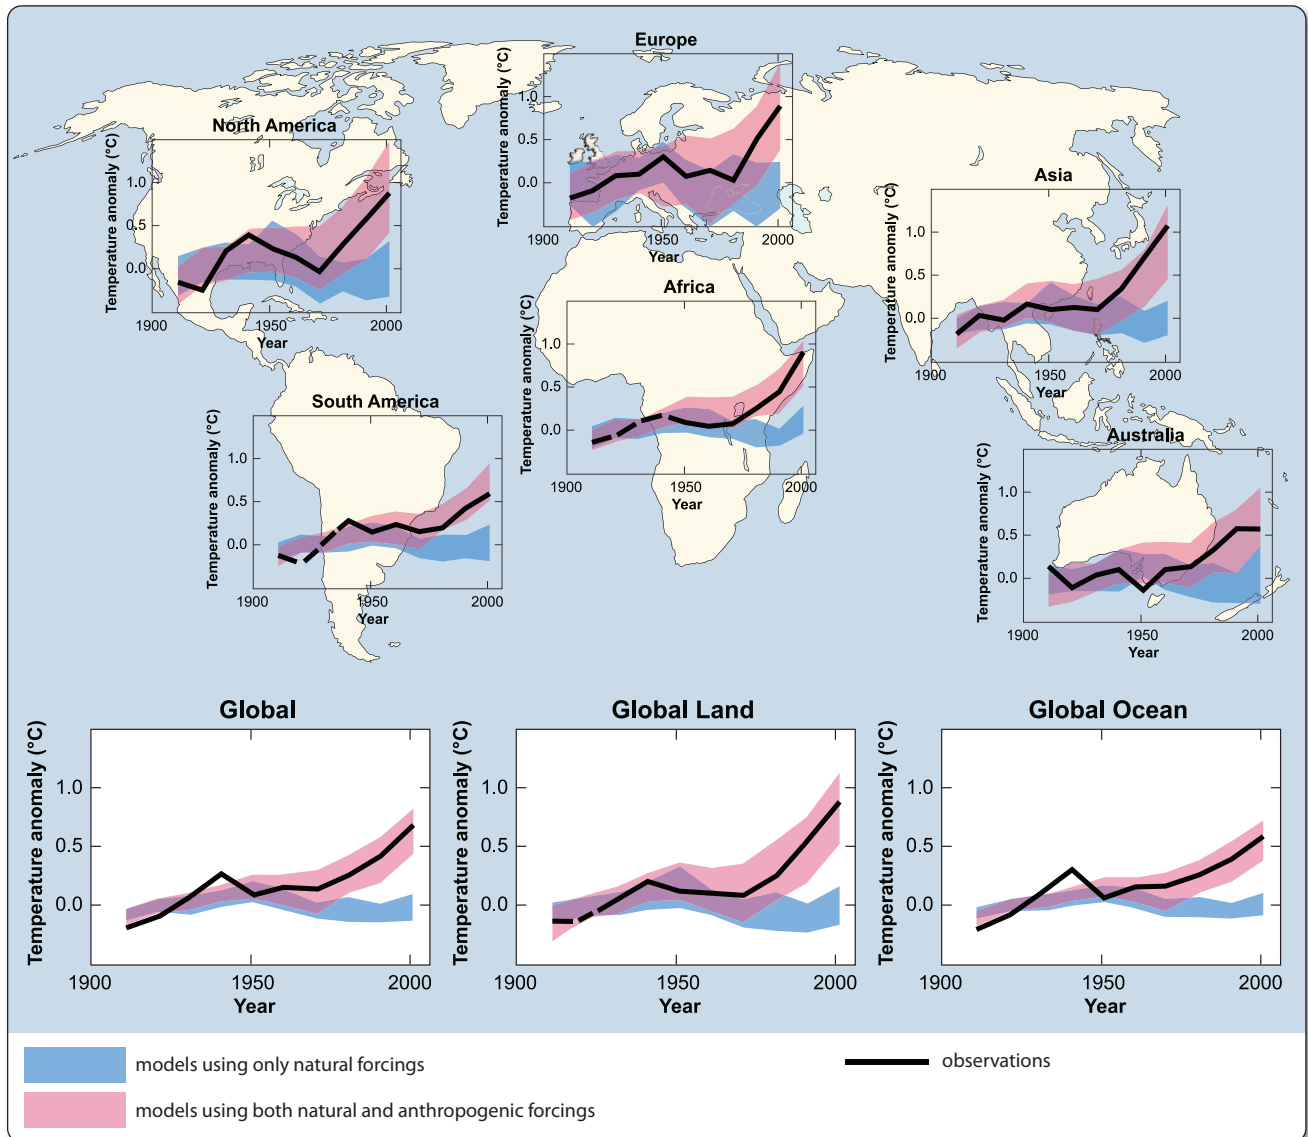 Europe
Temperature anomaly (°C)
1.0
0.5
0.0
1900
1950
2000
Year
North America
Temperature anomaly (°C)
1.0
0.5
0.0
1900
1950
2000
Year
Asia
Temperature anomaly (°C)
1.0
0.5
0.0
1900
1950
2000
Year
Africa
Temperature anomaly (°C)
1.0
0.5
0.0
1900
1950
2000
Year
South America
Temperature anomaly (°C)
1.0
0.5
0.0
1900
1950
2000
Year
Australia
Temperature anomaly (°C)
1.0
0.5
0.0
1900
1950
2000
Year
Global
Temperature anomaly (°C)
1.0
0.5
0.0
1900
1950
2000
Year
Global Land
Temperature anomaly (°C)
1.0
0.5
0.0
1900
1950
2000
Year
Global Ocean
Temperature anomaly (°C)
1.0
0.5
0.0
1900
1950
2000
Year
models using only natural forcings
observations
models using both natural and anthropogenic forcings